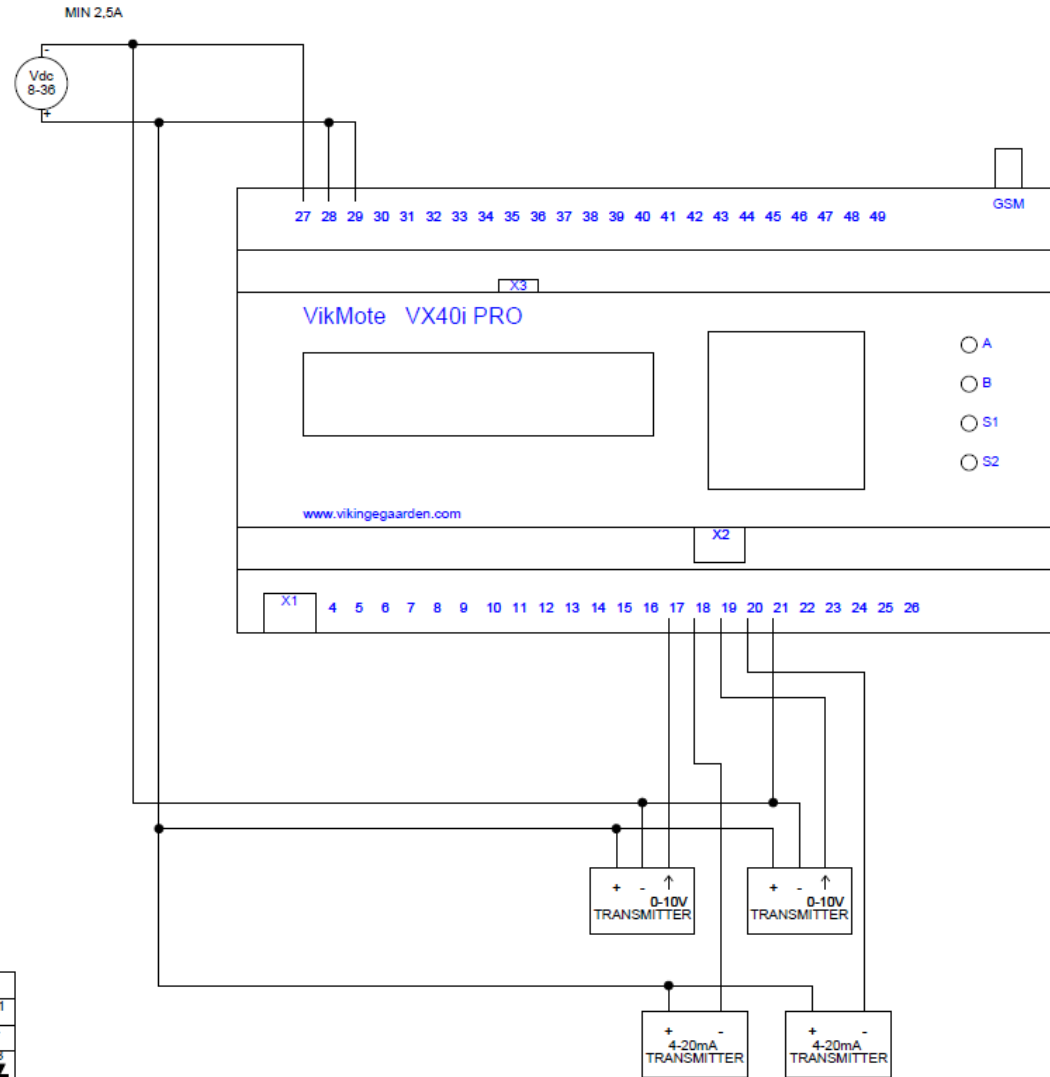 MIN 2,5A
-
Vdc
8-36
+
27 28 29 30 31 32 33 34 35 36 37 38 39 40 41 42 43 44 45 46 47 48 49
GSM
X3
VikMote VX40i PRO
A
B
S1
S2
www.vikingegaarden.com
X2
X1 4 5 6 7 8 9 10 11 12 13 14 15 16 17 18 19 20 21 22 23 24 25 26
+ -
0-10V
TRANSMITTER
+ -
0-10V
TRANSMITTER
+ -
4-20mA
TRANSMITTER
+ -
4-20mA
TRANSMITTER